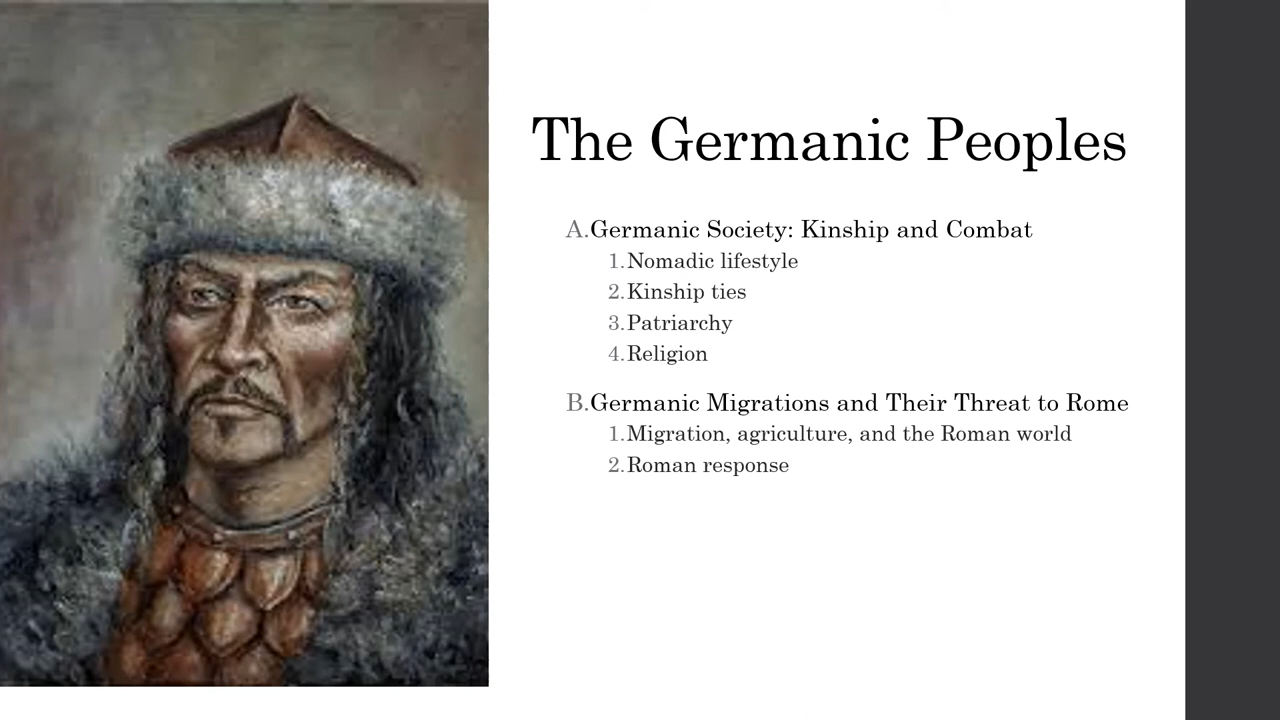 The Germanic Peoples
A.Germanic Society: Kinship and Combat
1.Nomadic lifestyle
2.Kinship ties
3.Patriarchy
4.Religion
B.Germanic Migrations and Their Threat to Rome
1.Migration, agriculture, and the Roman world
2.Roman response